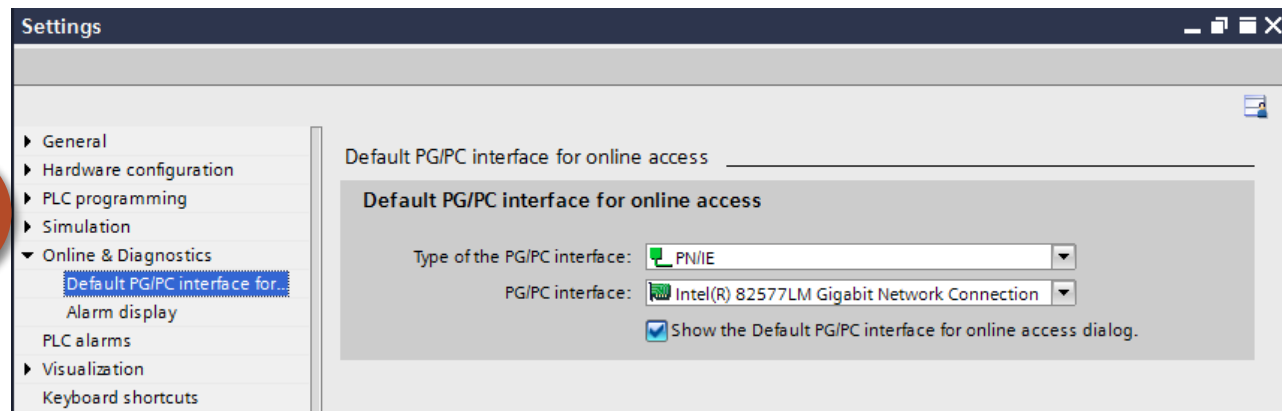 Settings
General
Hardware configuration
PLC programming
Simulation
Online & Diagnostics
Default PG/PC interface for...
Alarm display
PLC alarms
Visualization
Keyboard shortcuts
Default PG/PC interface for online access
Default PG/PC interface for online access
Type of the PG/PC interface: PN/IE
PG/PC interface: Intel(R) 82577LM Gigabit Network Connection
Show the Default PG/PC interface for online access dialog.